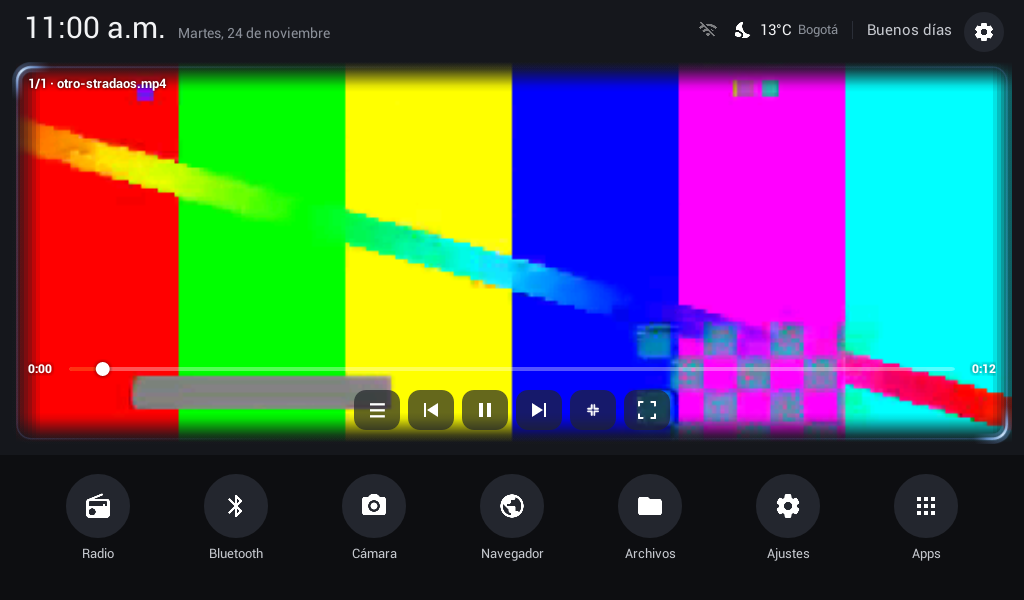 11:00 a.m.
Martes, 24 de noviembre
13°C Bogotá
Buenos días
1/1 · otro-stradaos.mp4
0:00
0:12
Radio
Bluetooth
Cámara
Navegador
Archivos
Ajustes
Apps